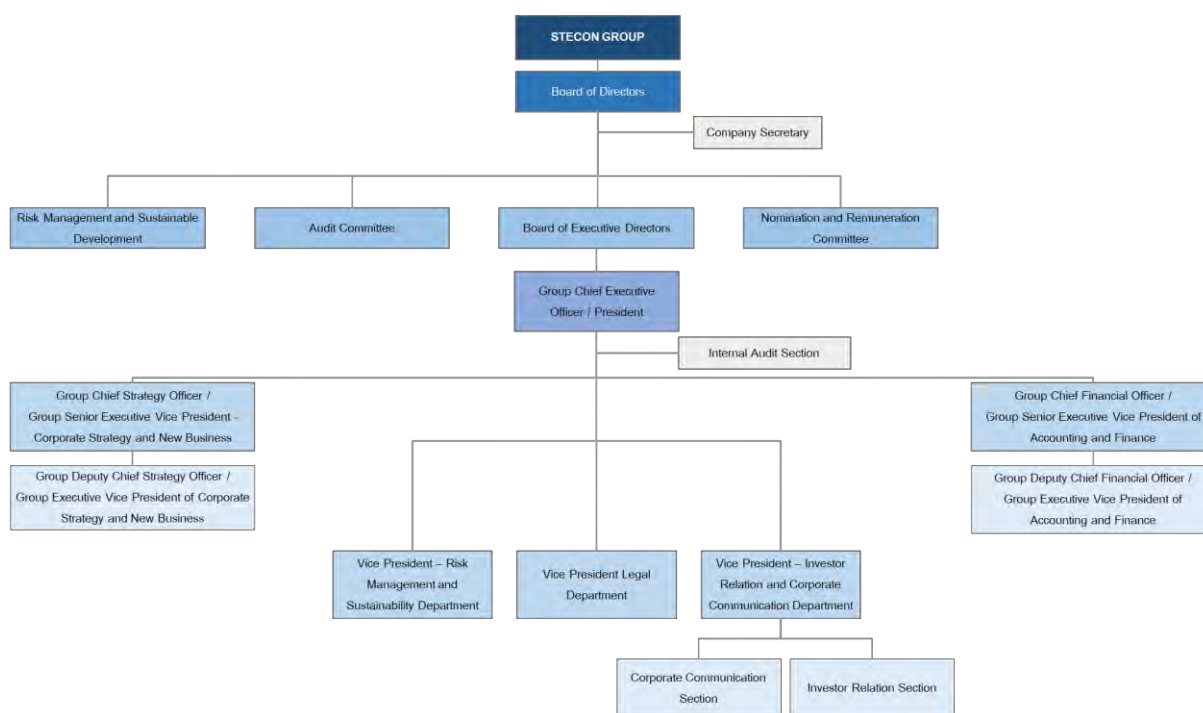 STECON GROUP
Board of Directors
Company Secretary
Risk Management and Sustainable
Development
Audit Committee
Board of Executive Directors
Nomination and Remuneration
Committee
Group Chief Executive
Officer / President
Internal Audit Section
Group Chief Strategy Officer /
Group Senior Executive Vice President -
Corporate Strategy and New Business
Group Chief Financial Officer /
Group Senior Executive Vice President of
Accounting and Finance
Group Deputy Chief Strategy Officer /
Group Executive Vice President of Corporate
Strategy and New Business
Group Deputy Chief Financial Officer /
Group Executive Vice President of
Accounting and Finance
Vice President – Risk
Management and
Sustainability Department
Vice President Legal
Department
Vice President – Investor
Relation and Corporate
Communication Department
Corporate Communication
Section
Investor Relation Section